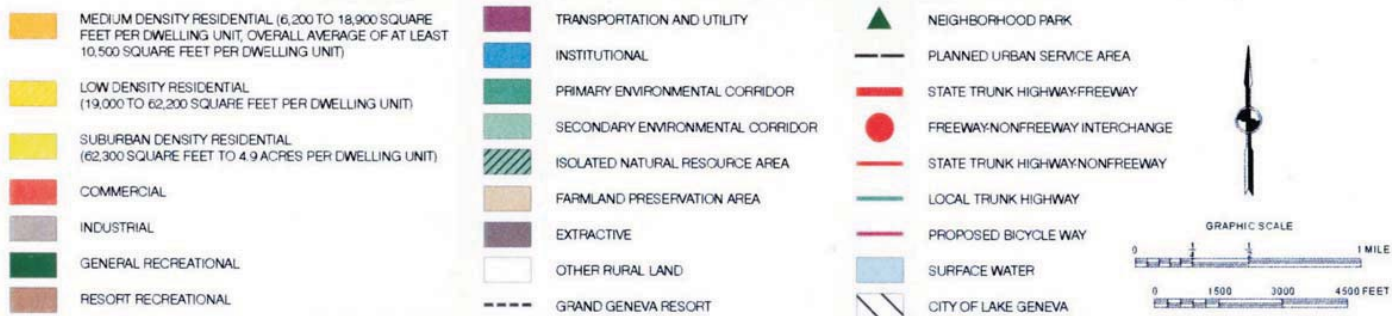 MEDIUM DENSITY RESIDENTIAL (6,200 TO 18,900 SQUARE
FEET PER DWELLING UNIT, OVERALL AVERAGE OF AT LEAST
10,500 SQUARE FEET PER DWELLING UNIT)
LOW DENSITY RESIDENTIAL
(19,000 TO 62,200 SQUARE FEET PER DWELLING UNIT)
SUBURBAN DENSITY RESIDENTIAL
(62,300 SQUARE FEET TO 4.9 ACRES PER DWELLING UNIT)
COMMERCIAL
INDUSTRIAL
GENERAL RECREATIONAL
RESORT RECREATIONAL
TRANSPORTATION AND UTILITY
INSTITUTIONAL
PRIMARY ENVIRONMENTAL CORRIDOR
SECONDARY ENVIRONMENTAL CORRIDOR
ISOLATED NATURAL RESOURCE AREA
FARMLAND PRESERVATION AREA
EXTRACTIVE
OTHER RURAL LAND
GRAND GENEVA RESORT
NEIGHBORHOOD PARK
PLANNED URBAN SERVICE AREA
STATE TRUNK HIGHWAY-FREEWAY
FREEWAY-NONFREEWAY INTERCHANGE
STATE TRUNK HIGHWAY-NONFREEWAY
LOCAL TRUNK HIGHWAY
PROPOSED BICYCLE WAY
SURFACE WATER
CITY OF LAKE GENEVA
GRAPHIC SCALE
0 1/4 1/2 1 MILE
0 1500 3000 4500 FEET